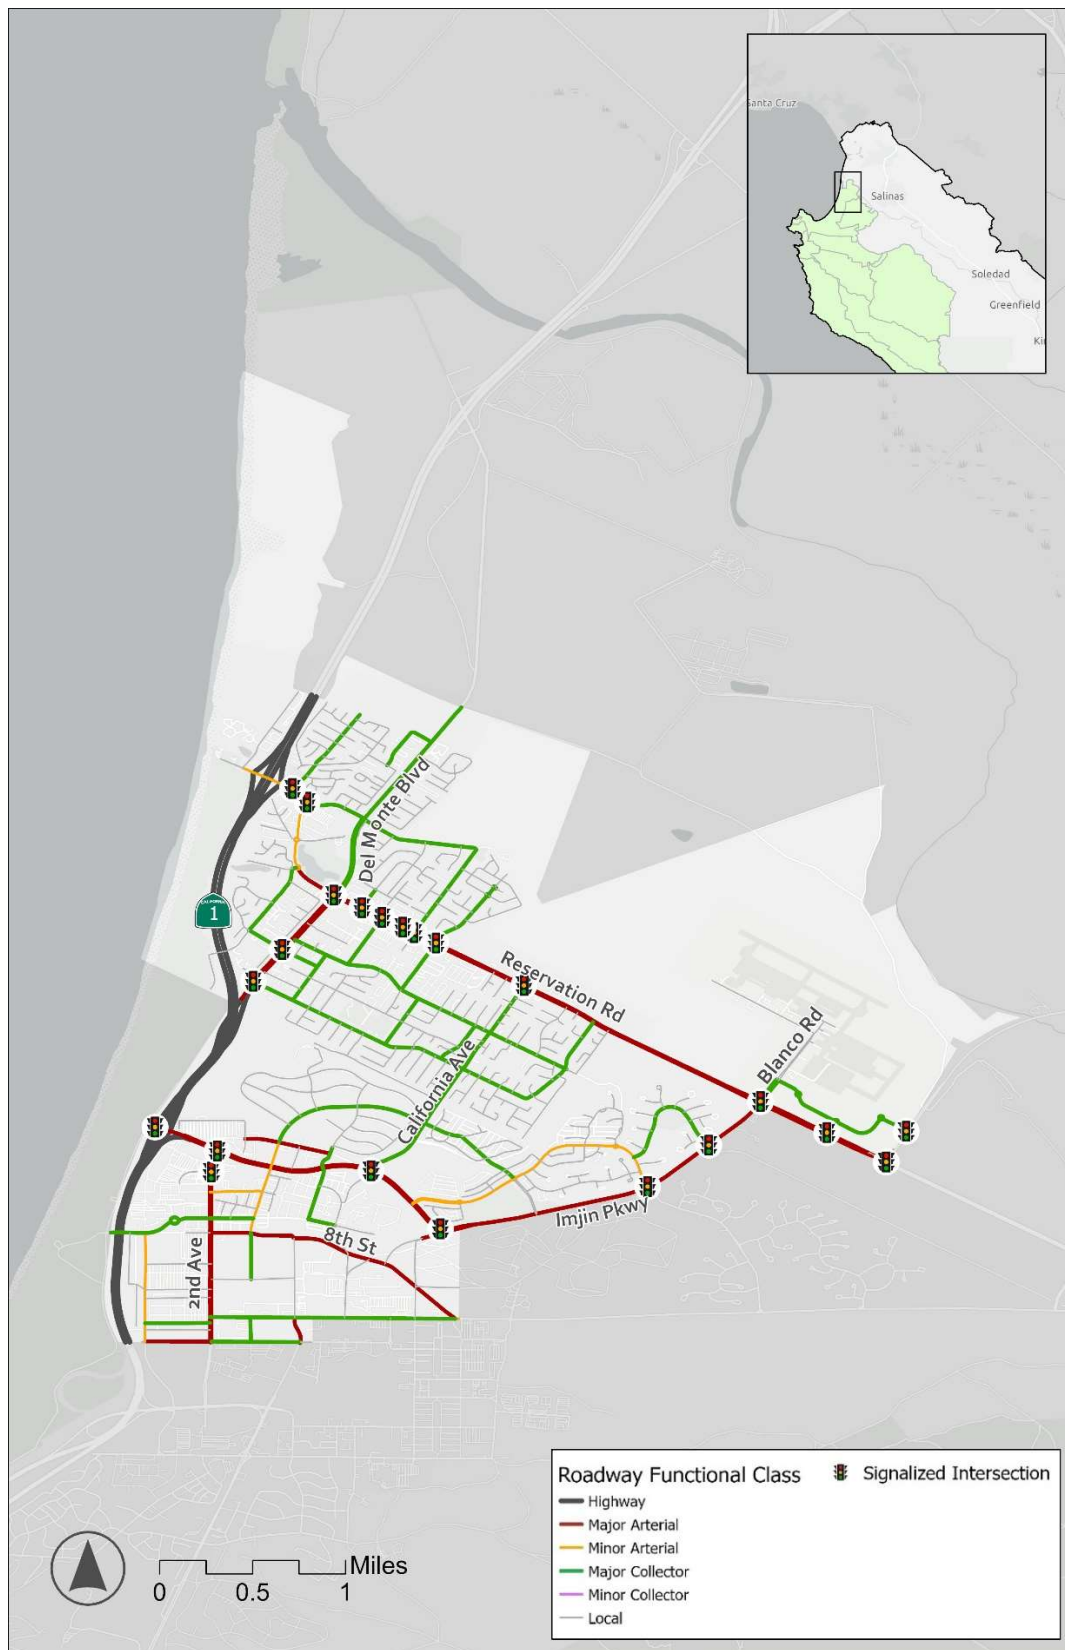 Santa Cruz
Salinas
Soledad
Greenfield
Ki
Del Monte Blvd
CALIFORNIA
1
Reservation Rd
Blanco Rd
California Ave
Imjin Pkwy
8th St
2nd Ave
Roadway Functional Class
Signalized Intersection
Highway
Major Arterial
Minor Arterial
Major Collector
Minor Collector
Local
Miles
0 0.5 1